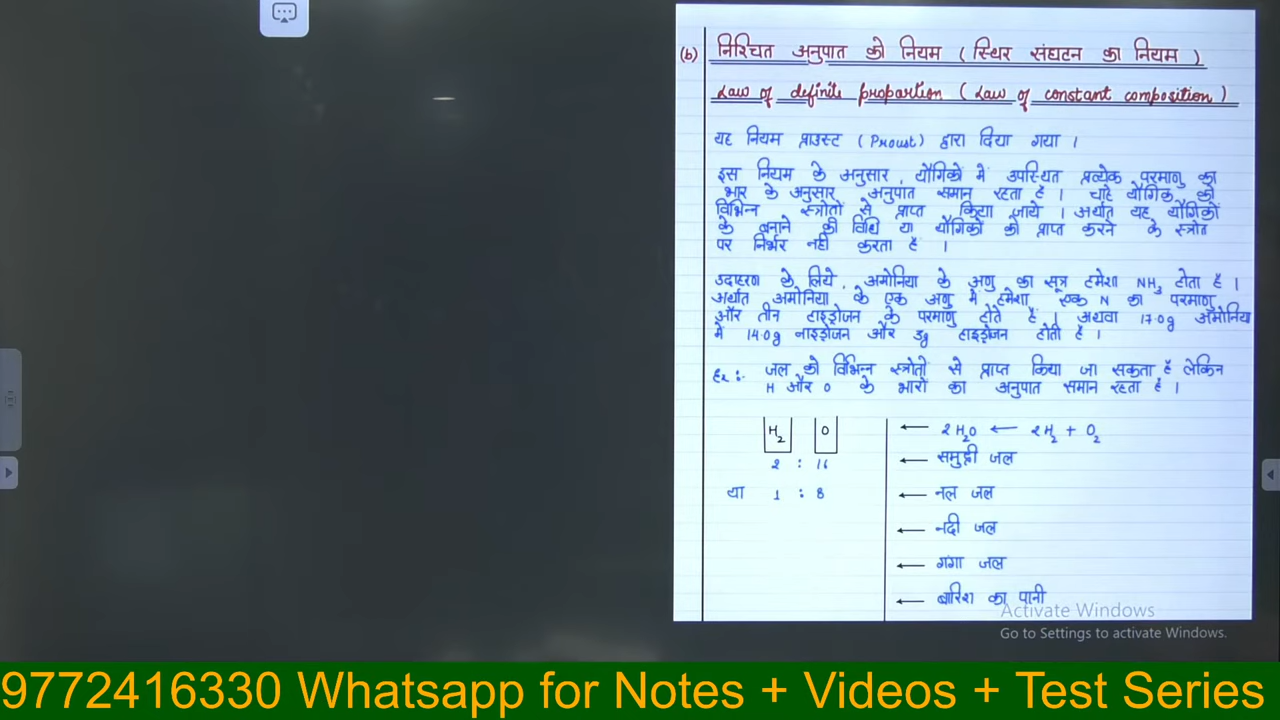 (b) निश्चित अनुपात को नियम ( स्थिर संघटन का नियम )
Law of definite proportion ( Law of constant composition )
यह नियम प्राउस्ट ( Proust ) द्वारा दिया गया ।
इस नियम के अनुसार , यौगिकों में उपस्थित प्रत्येक परमाणु का
भार के अनुसार अनुपात समान रहता है । चाहे यौगिक को
विभिन्न स्त्रोतों से प्राप्त किया जाये । अर्थात यह यौगिकों
के बनाने की विधि या यौगिकों को प्राप्त करने के स्त्रोत
पर निर्भर नही करता है ।
उदाहरण के लिये , अमोनिया के अणु का सूत्र हमेशा NH3 होता है ।
अर्थात अमोनिया के एक अणु में हमेशा एक N का परमाणु
और तीन हाइड्रोजन के परमाणु होते है । अथवा 17.0g अमोनिया
में 14.0g नाइट्रोजन और 3g हाइड्रोजन होती है ।
Ex :- जल को विभिन्न स्त्रोतो से प्राप्त किया जा सकता है लेकिन
H और O के भारों का अनुपात समान रहता है ।
H2 O ← 2H2O ← 2H2 + O2
2 : 16 ← समुद्री जल
या 1 : 8 ← नल जल
← नदी जल
← गंगा जल
← बारिश का पानी
Activate Windows
Go to Settings to activate Windows.
9772416330 Whatsapp for Notes + Videos + Test Series